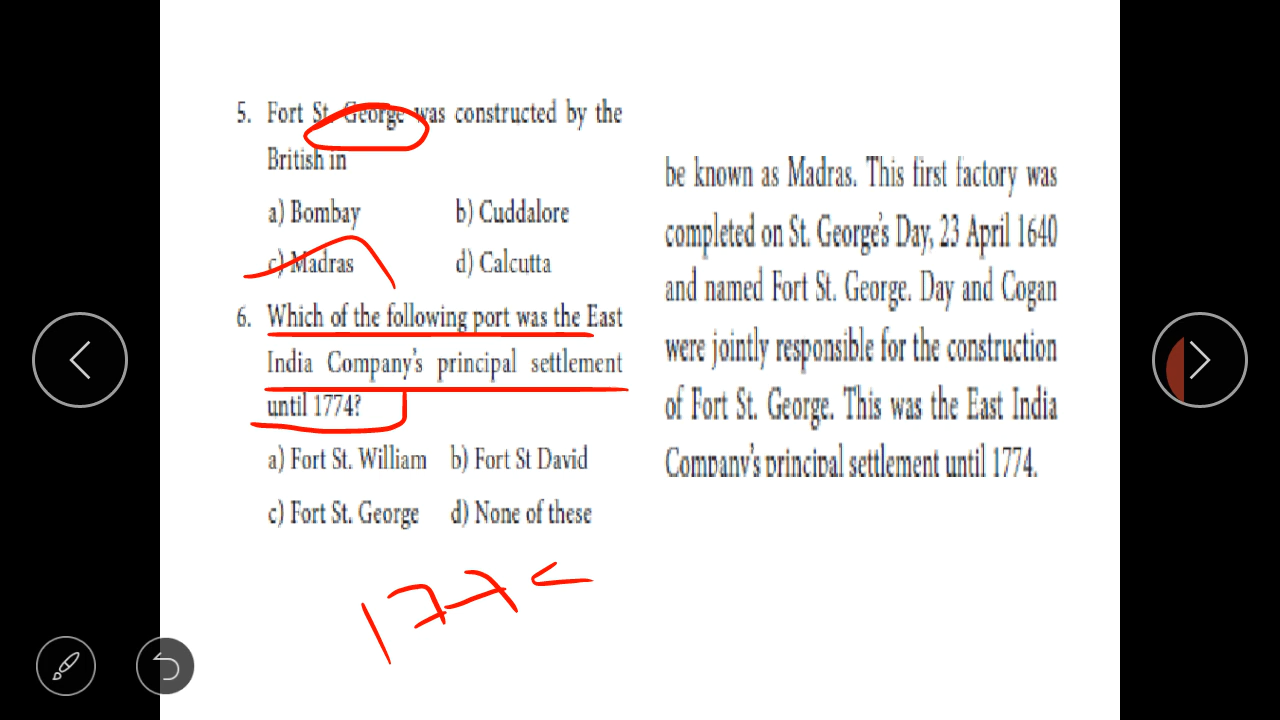 5. Fort St. George was constructed by the
British in
a) Bombay b) Cuddalore
c) Madras d) Calcutta
6. Which of the following port was the East
India Company's principal settlement
until 1774?
a) Fort St. William b) Fort St David
c) Fort St. George d) None of these
be known as Madras. This first factory was
completed on St. George's Day, 23 April 1640
and named Fort St. George. Day and Cogan
were jointly responsible for the construction
of Fort St. George. This was the East India
Company's principal settlement until 1774.